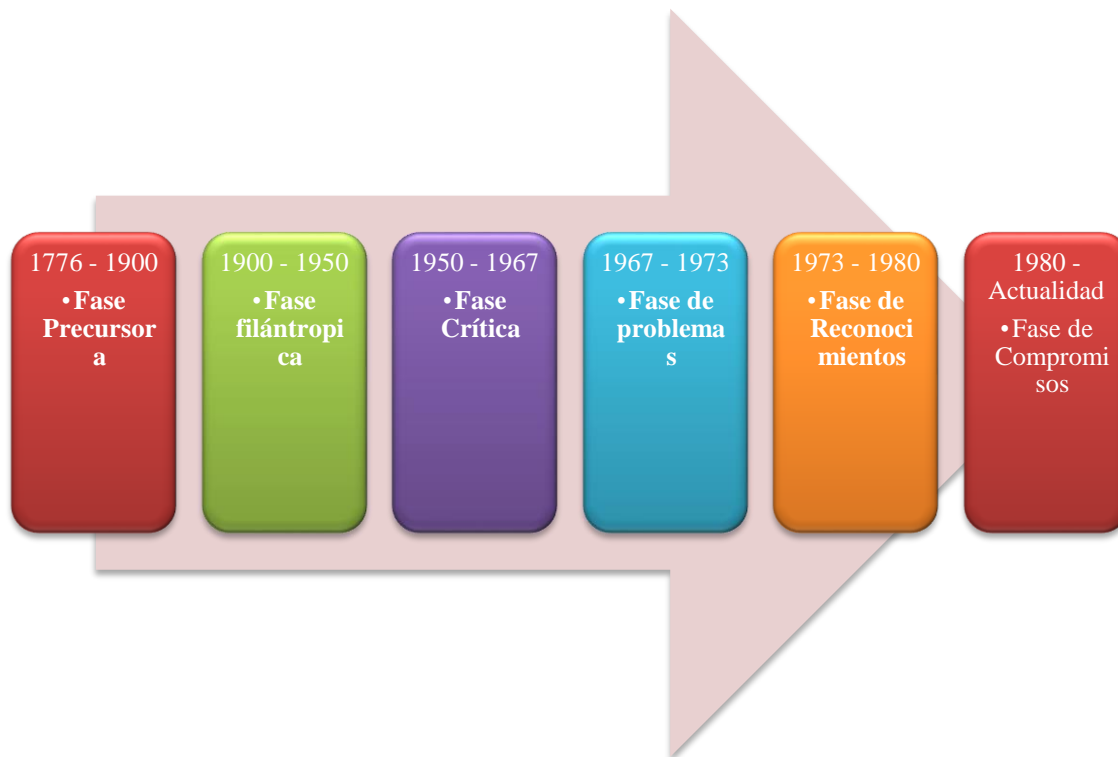 1776 - 1900
•Fase
Precursor
a
1900 - 1950
•Fase
filántropi
ca
1950 - 1967
•Fase
Crítica
1967 - 1973
•Fase de
problema
s
1973 - 1980
•Fase de
Reconoci
mientos
1980 -
Actualidad
•Fase de
Compromi
sos